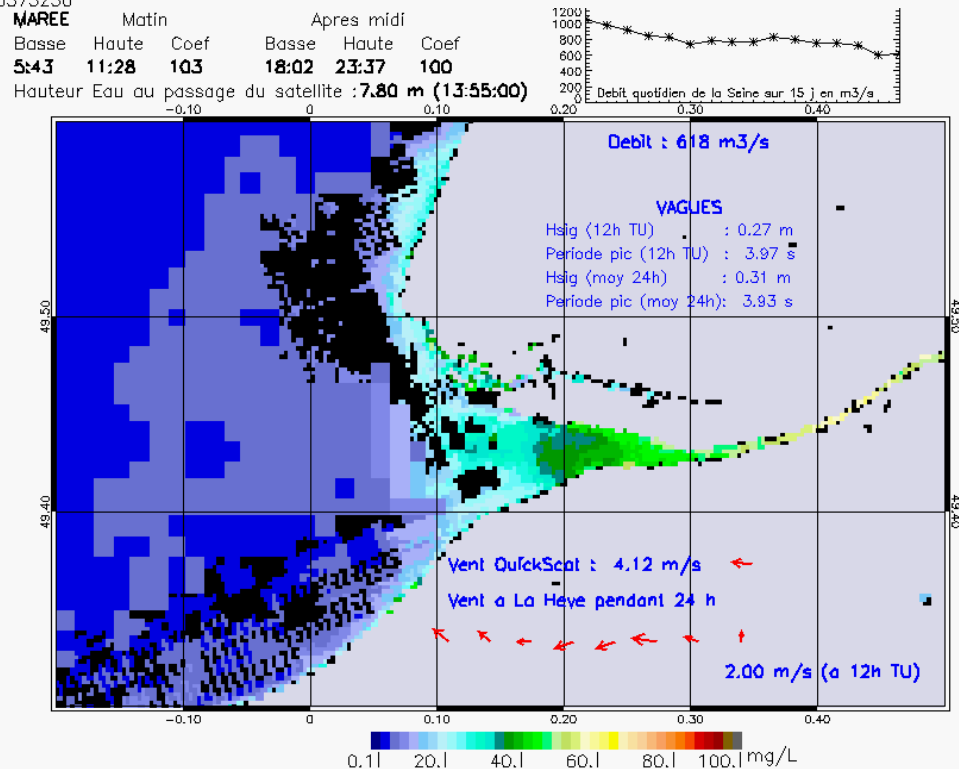 MAREE Matin Apres midi
Basse Haute Coef Basse Haute Coef
5:43 11:28 103 18:02 23:37 100
Hauteur Eau au passage du satellite : 7.80 m (13:55:00)
1200
1000
800
600
400
200
0
Debit quotidien de la Seine sur 15 j en m3/s
-0.10 0 0.10 0.20 0.30 0.40
Debit : 618 m3/s
VAGUES
Hsig (12h TU) : 0.27 m
Periode pic (12h TU) : 3.97 s
Hsig (moy 24h) : 0.31 m
Periode pic (moy 24h): 3.93 s
49.50 49.50
49.40 49.40
Vent QuickScat : 4.12 m/s
Vent a La Heve pendant 24 h
2.00 m/s (a 12h TU)
-0.10 0 0.10 0.20 0.30 0.40
0.1| 20.| 40.| 60.| 80.| 100.| mg/L